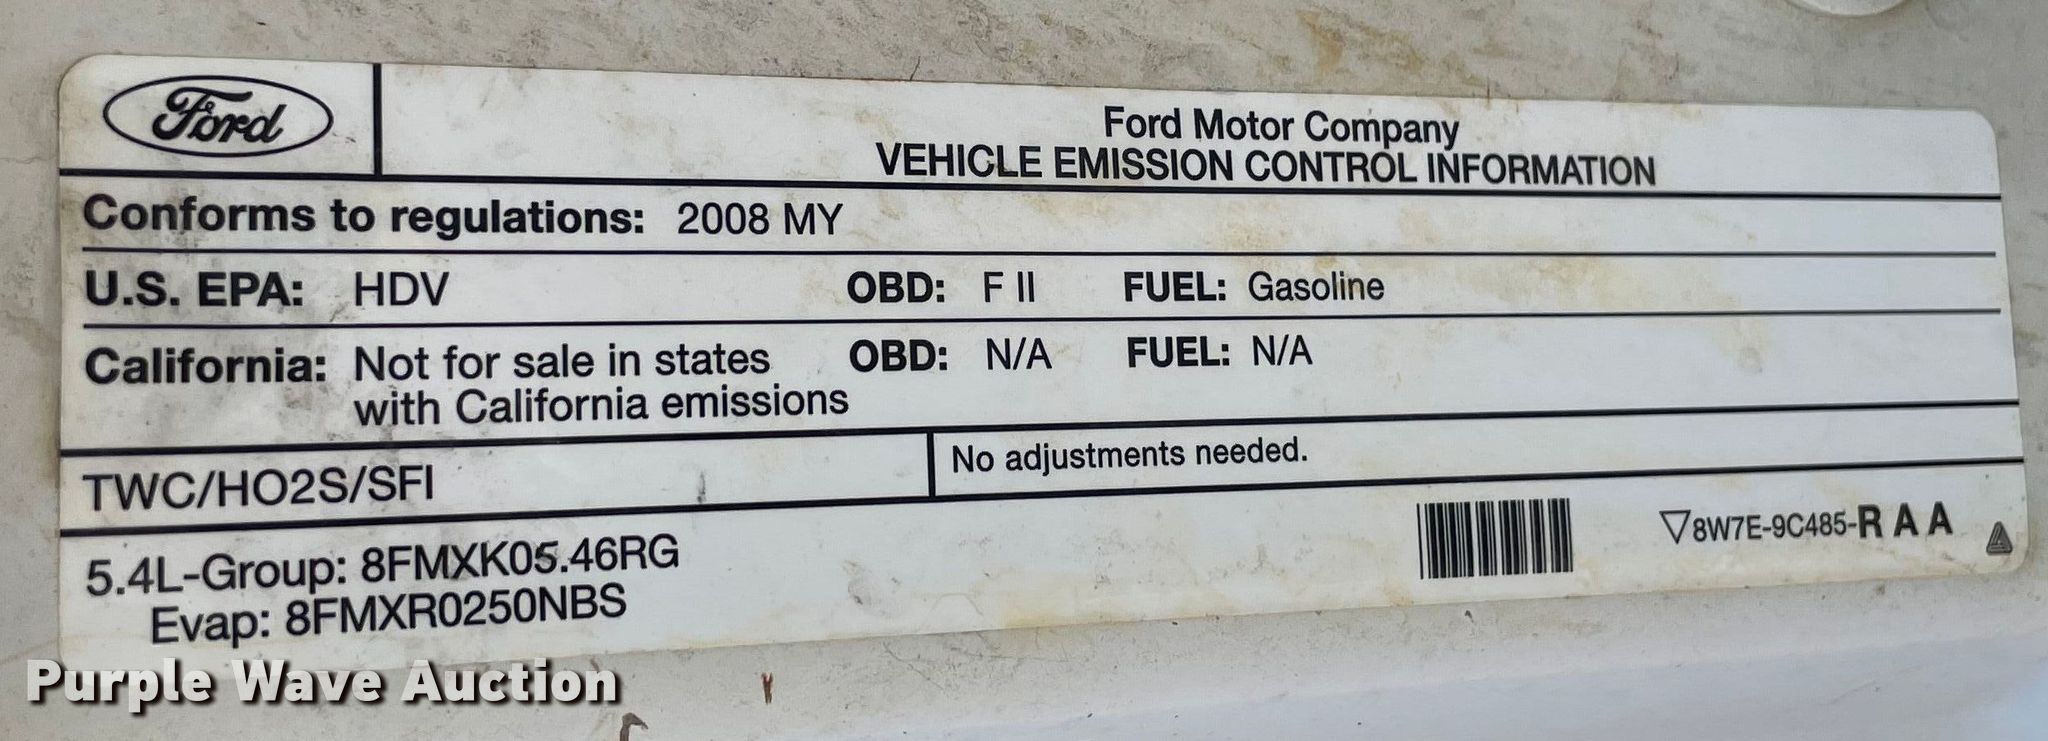 Ford
Ford Motor Company
VEHICLE EMISSION CONTROL INFORMATION
Conforms to regulations: 2008 MY
U.S. EPA: HDV OBD: F II FUEL: Gasoline
California: Not for sale in states OBD: N/A FUEL: N/A
with California emissions
TWC/HO2S/SFI No adjustments needed.
5.4L-Group: 8FMXK05.46RG
Evap: 8FMXR0250NBS
▽8W7E-9C485-R A A
Purple Wave Auction